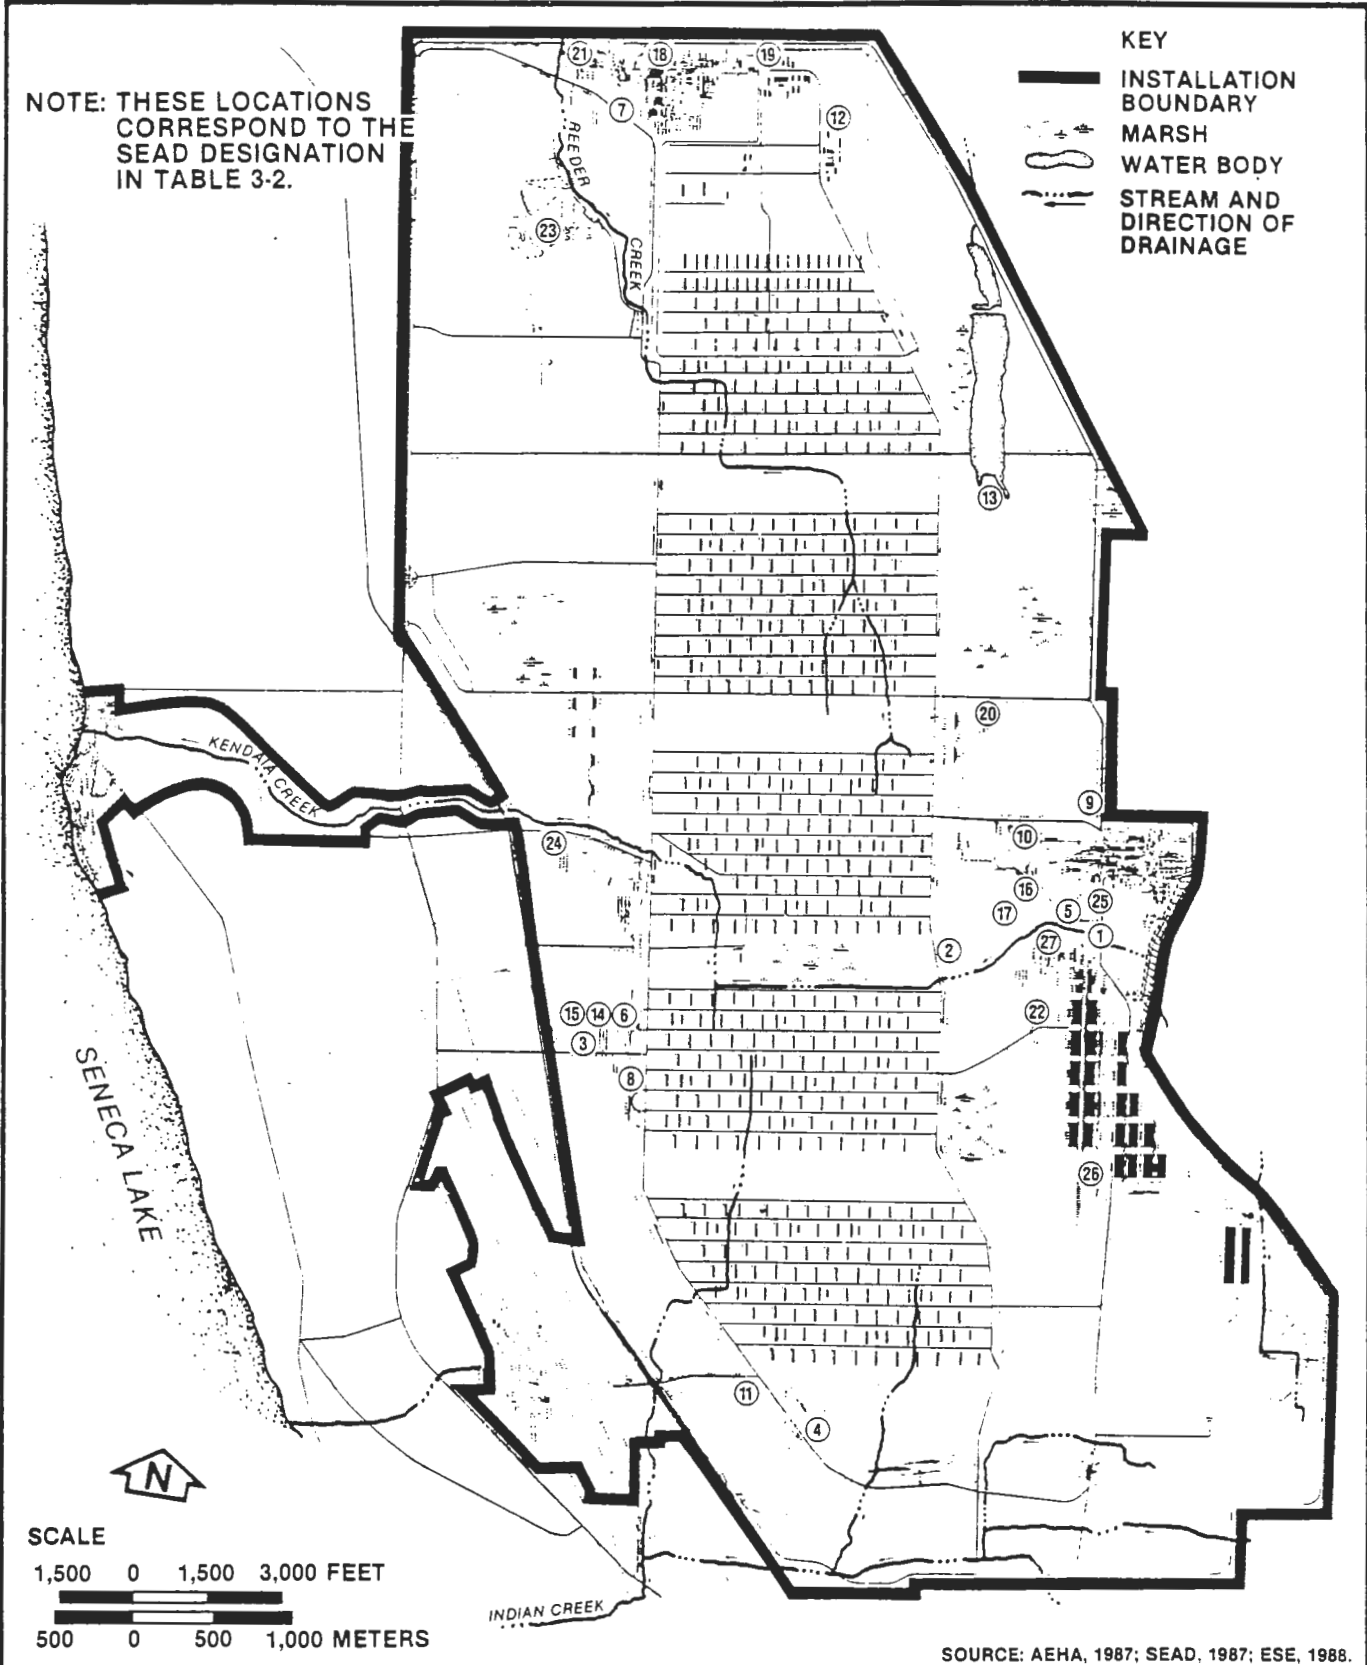 NOTE: THESE LOCATIONS
CORRESPOND TO THE
SEAD DESIGNATION
IN TABLE 3-2.
KEY
INSTALLATION
BOUNDARY
MARSH
WATER BODY
STREAM AND
DIRECTION OF
DRAINAGE
21
18
19
7
12
REEDER
CREEK
23
13
20
KENDAIA CREEK
9
10
24
16
17
5
25
1
27
2
15
14
6
3
22
8
26
SENECA LAKE
11
4
N
SCALE
1,500 0 1,500 3,000 FEET
500 0 500 1,000 METERS
INDIAN CREEK
SOURCE: AEHA, 1987; SEAD, 1987; ESE, 1988.